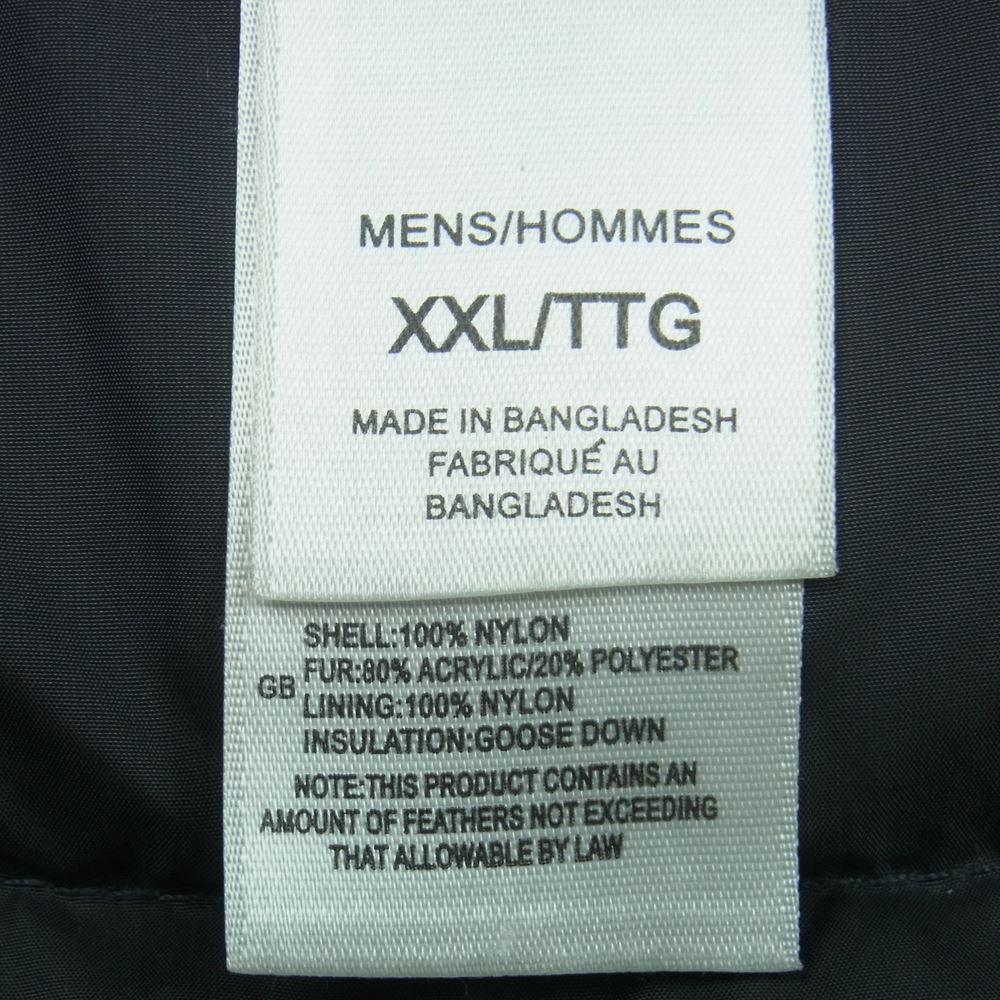 MENS/HOMMES
XXL/TTG
MADE IN BANGLADESH
FABRIQUÉ AU
BANGLADESH
SHELL:100% NYLON
FUR:80% ACRYLIC/20% POLYESTER
GB
LINING:100% NYLON
INSULATION:GOOSE DOWN
NOTE:THIS PRODUCT CONTAINS AN
AMOUNT OF FEATHERS NOT EXCEEDING
THAT ALLOWABLE BY LAW